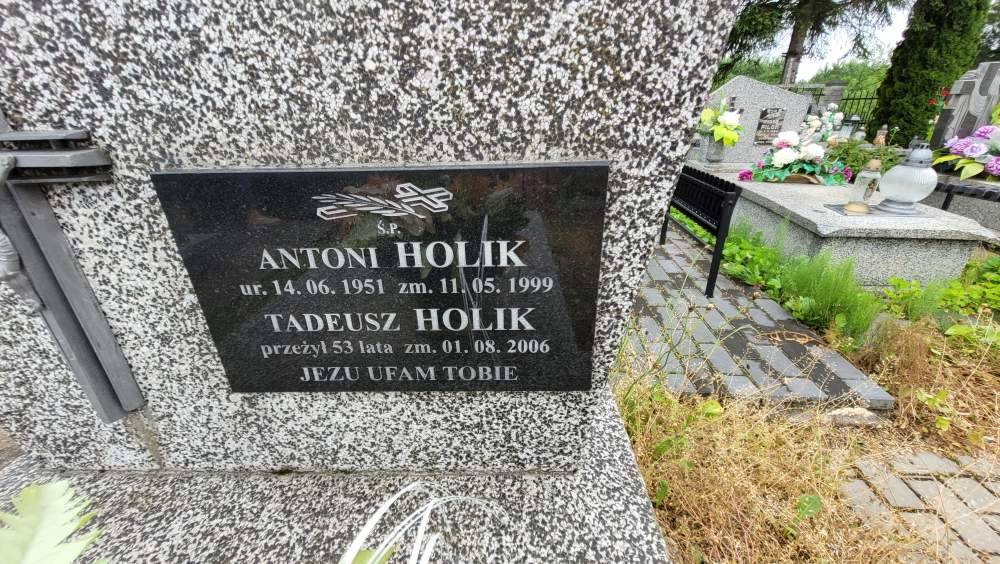 Ś.P.
ANTONI HOLIK
ur. 14. 06. 1951 zm. 11. 05. 1999
TADEUSZ HOLIK
przeżył 53 lata zm. 01. 08. 2006
JEZU UFAM TOBIE